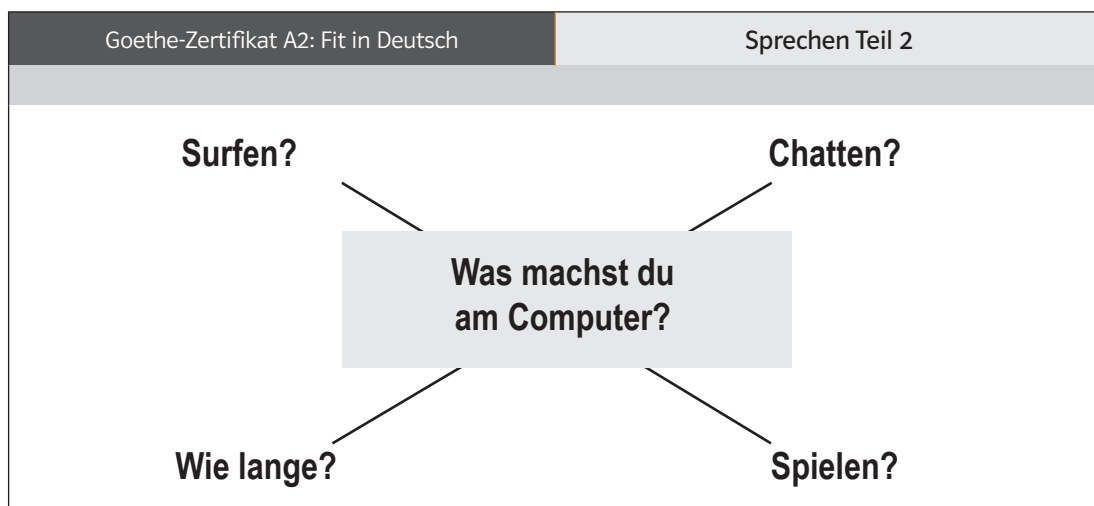 Goethe-Zertifikat A2: Fit in Deutsch
Sprechen Teil 2
Surfen?
Chatten?
Was machst du
am Computer?
Wie lange?
Spielen?